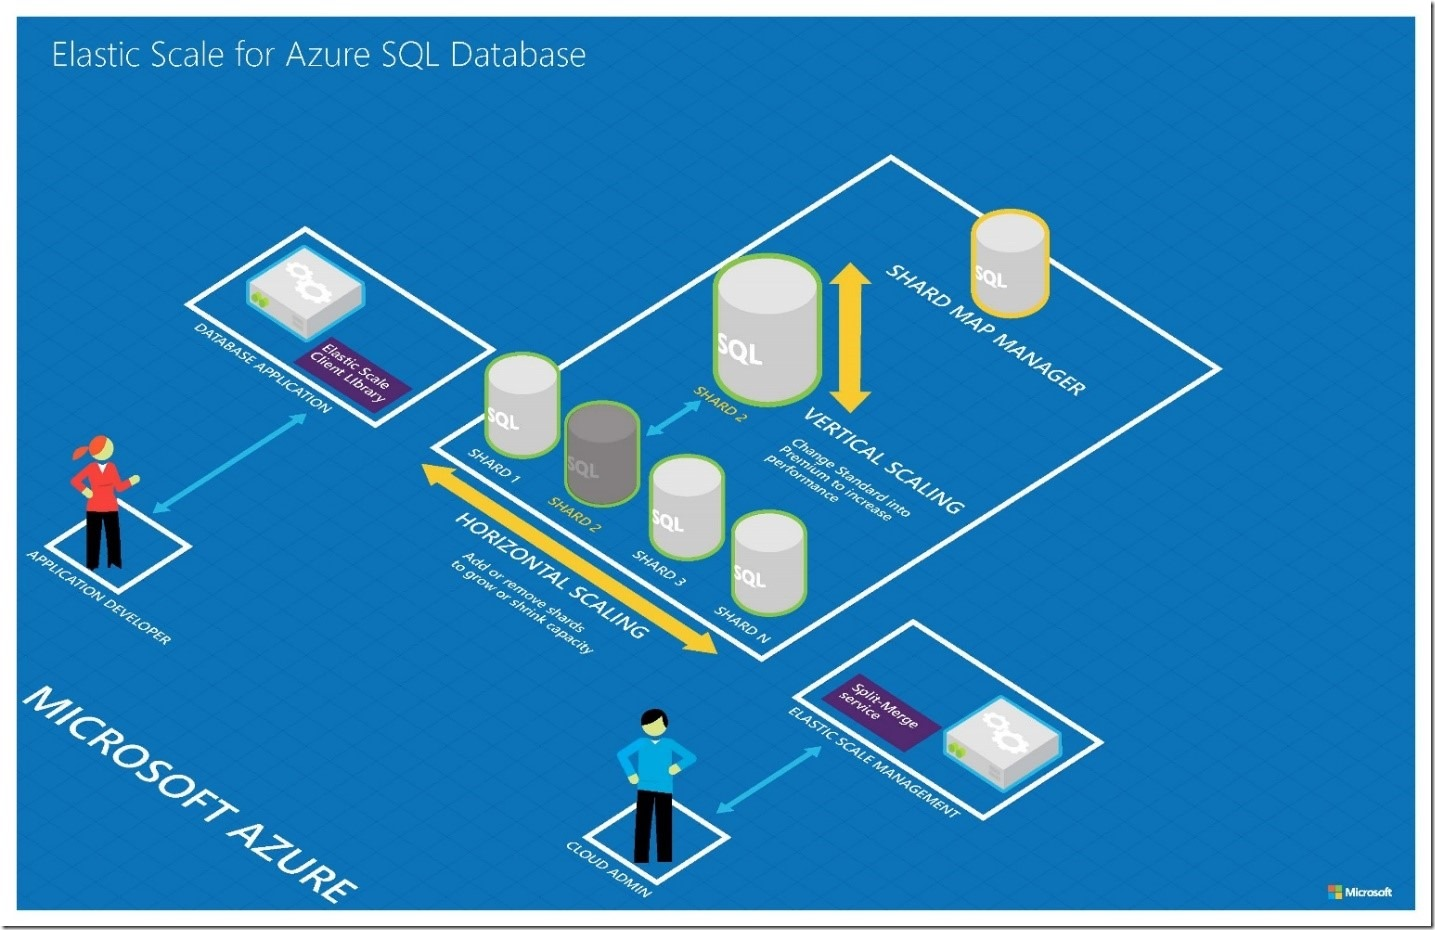 Elastic Scale for Azure SQL Database
SQL
SHARD MAP MANAGER
SQL
SHARD 2
VERTICAL SCALING
Change Standard into
Premium to increase
performance
DATABASE APPLICATION
Elastic Scale
Client Library
SQL
SHARD 1
SQL
SHARD 2
SQL
SHARD 3
SQL
SHARD N
HORIZONTAL SCALING
Add or remove shards
to grow or shrink capacity
APPLICATION DEVELOPER
Split-Merge
service
ELASTIC SCALE MANAGEMENT
CLOUD ADMIN
MICROSOFT AZURE
Microsoft